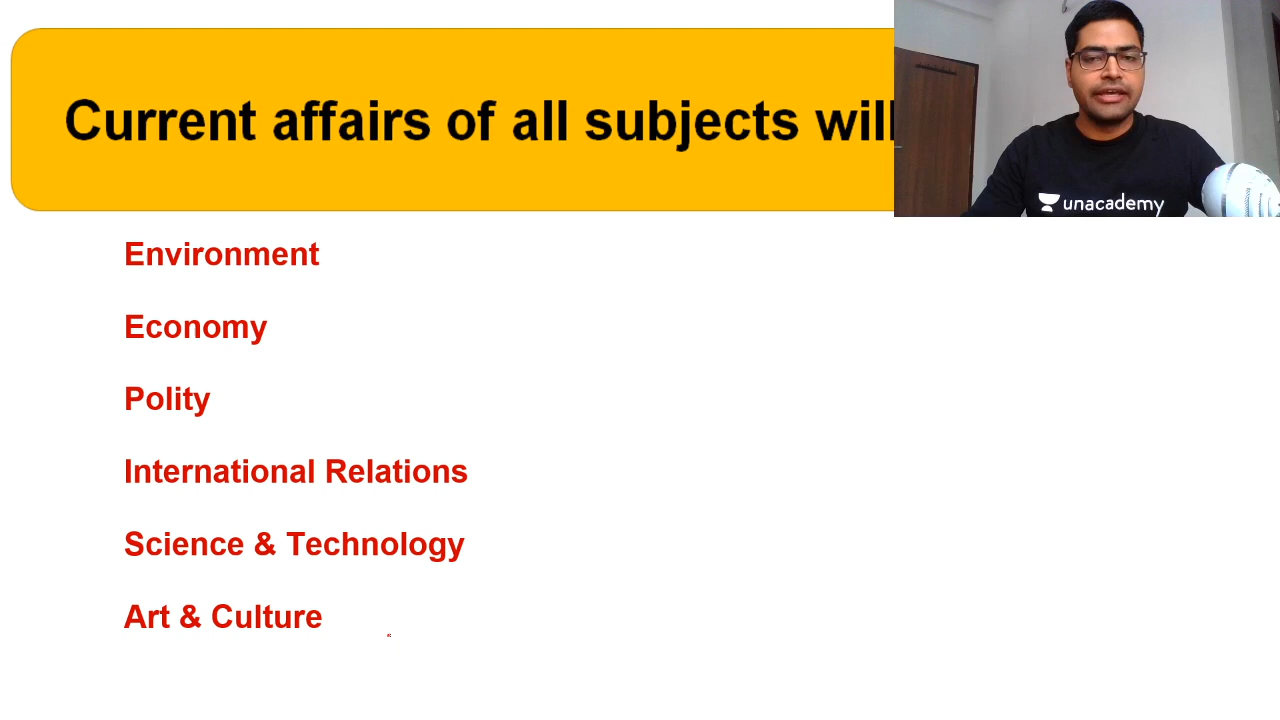 Current affairs of all subjects will
unacademy
Environment
Economy
Polity
International Relations
Science & Technology
Art & Culture